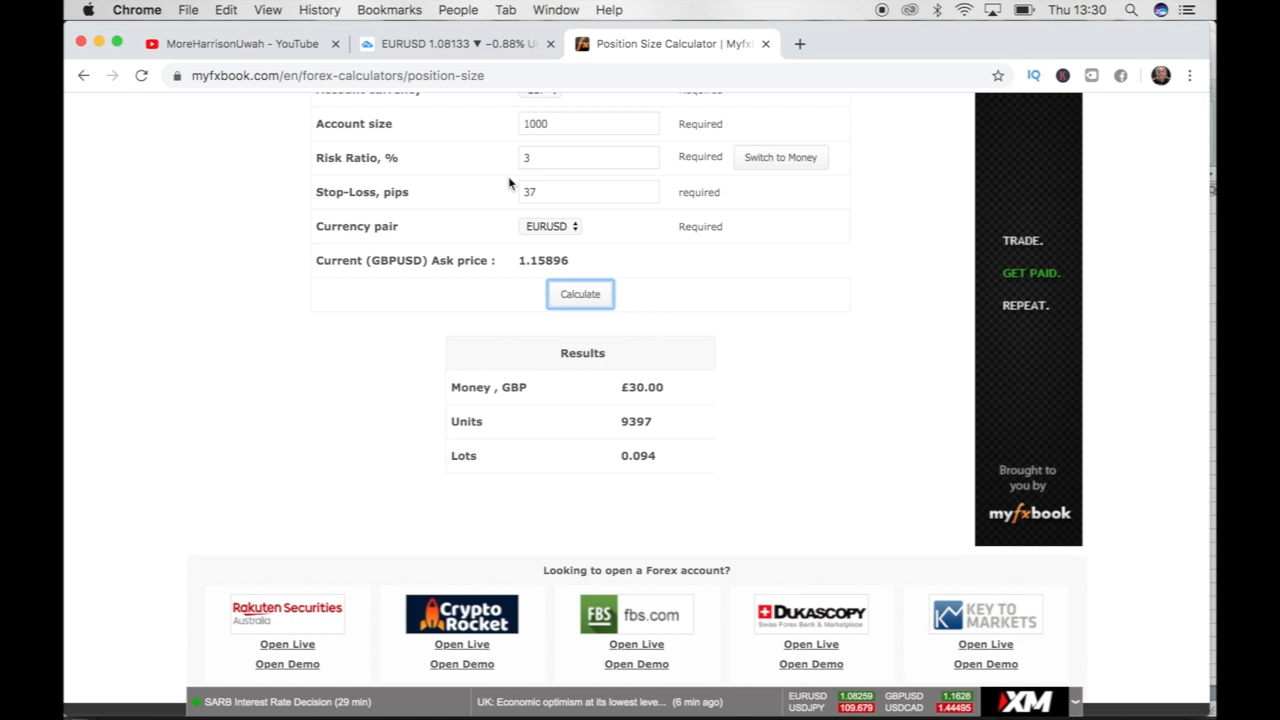 Chrome File Edit View History Bookmarks People Tab Window Help Thu 13:30
MoreHarrisonUwah - YouTube × EURUSD 1.08133 ▼ −0.88% × Position Size Calculator | Myfx × +
myfxbook.com/en/forex-calculators/position-size
Account size 1000 Required
Risk Ratio, % 3 Required Switch to Money
Stop-Loss, pips 37 required
Currency pair EURUSD Required
Current (GBPUSD) Ask price : 1.15896
Calculate
Results
Money , GBP £30.00
Units 9397
Lots 0.094
TRADE.
GET PAID.
REPEAT.
Brought to
you by
myfxbook
Looking to open a Forex account?
Rakuten Securities
Australia
Crypto
Rocket
FBS fbs.com
DUKASCOPY
Swiss Forex Bank & Marketplace
KEY TO
MARKETS
Open Live Open Live Open Live Open Live Open Live
Open Demo Open Demo Open Demo Open Demo Open Demo
SARB Interest Rate Decision (29 min) UK: Economic optimism at its lowest leve... (6 min ago)
EURUSD 1.08259 GBPUSD 1.1628
USDJPY 109.679 USDCAD 1.44495
XM